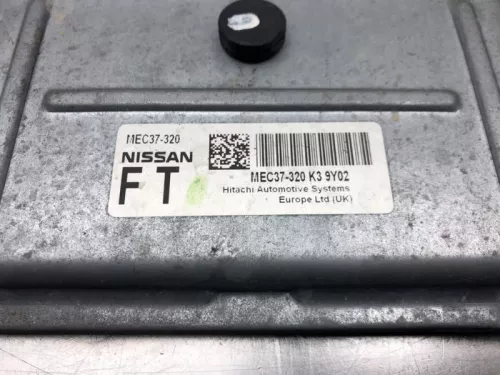 MEC37-320
NISSAN
FT
MEC37-320 K3 9Y02
Hitachi Automotive Systems
Europe Ltd (UK)